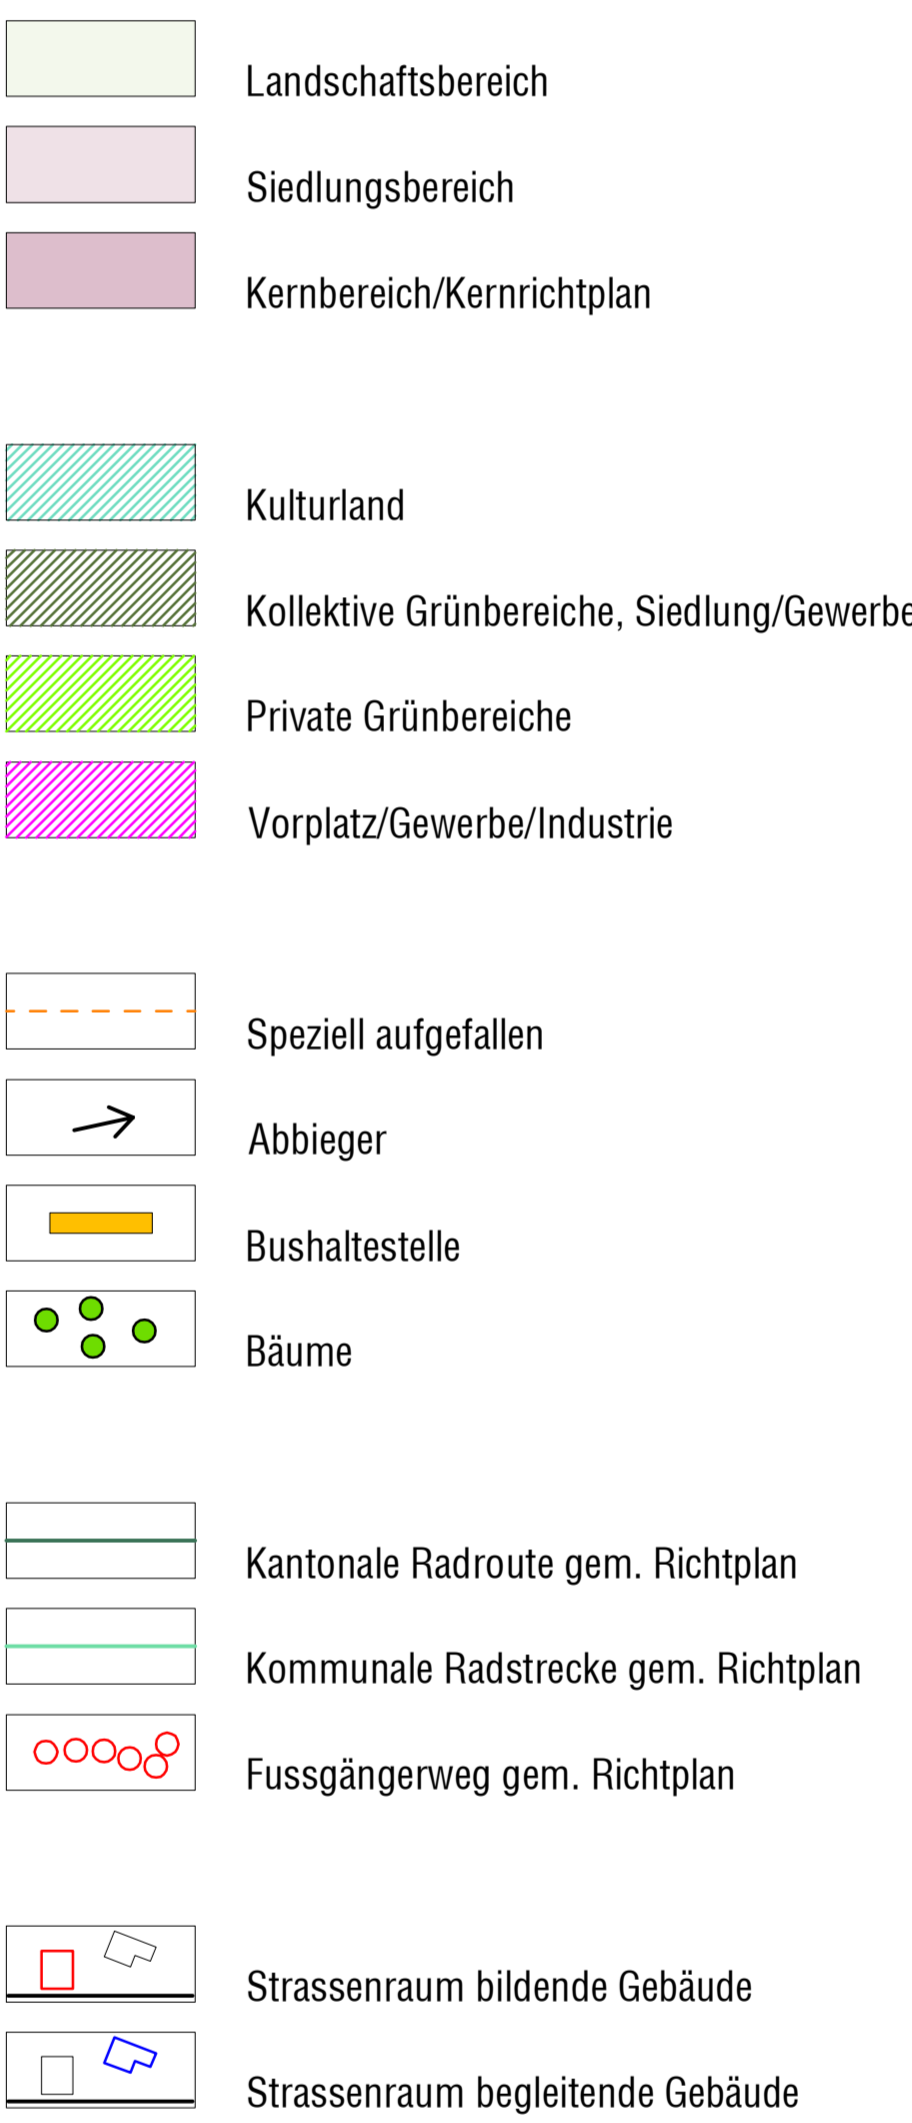 Landschaftsbereich
Siedlungsbereich
Kernbereich/Kernrichtplan
Kulturland
Kollektive Grünbereiche, Siedlung/Gewerbe
Private Grünbereiche
Vorplatz/Gewerbe/Industrie
Speziell aufgefallen
Abbieger
Bushaltestelle
Bäume
Kantonale Radroute gem. Richtplan
Kommunale Radstrecke gem. Richtplan
Fussgängerweg gem. Richtplan
Strassenraum bildende Gebäude
Strassenraum begleitende Gebäude